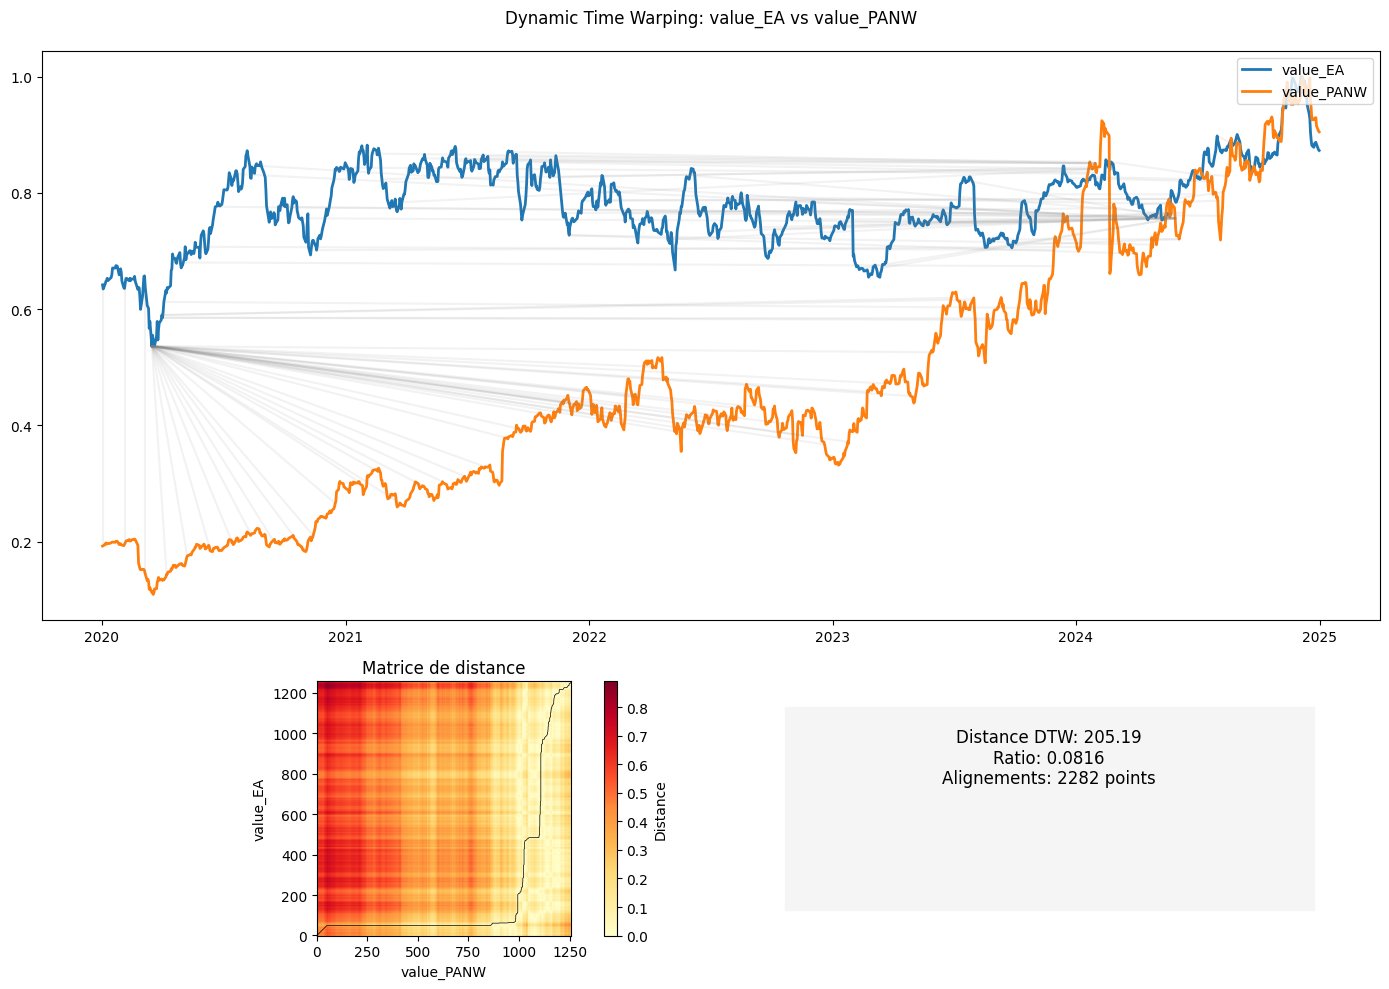 Dynamic Time Warping: value_EA vs value_PANW
1.0
0.8
0.6
0.4
0.2
value_EA
value_PANW
2020 2021 2022 2023 2024 2025
Matrice de distance
value_EA
1200
1000
800
600
400
200
0
0 250 500 750 1000 1250
value_PANW
0.8
0.7
0.6
0.5
0.4
0.3
0.2
0.1
0.0
Distance
Distance DTW: 205.19
Ratio: 0.0816
Alignements: 2282 points